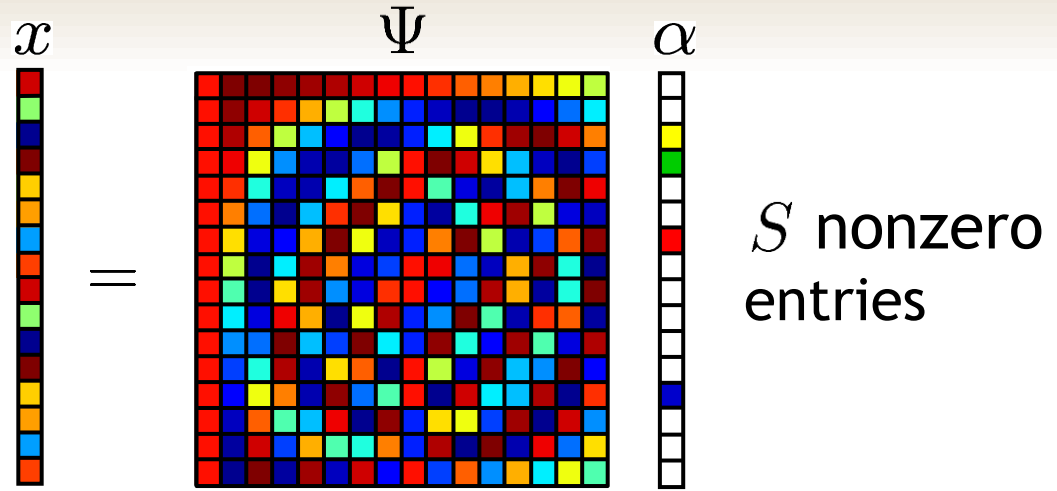 x Ψ α
=
S nonzero
entries